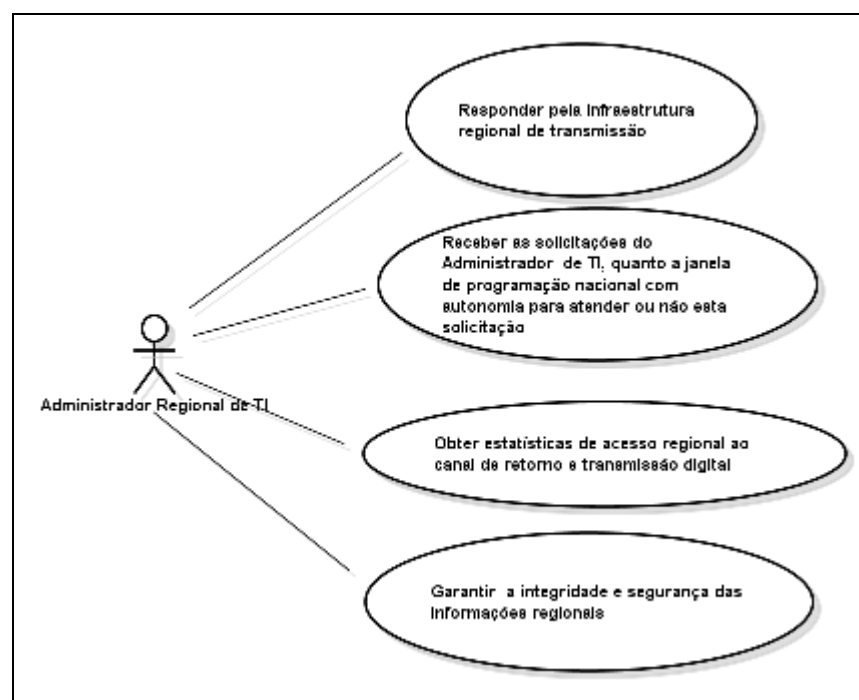 Responder pela infraestrutura
regional de transmissão
Receber as solicitações do
Administrador de TI, quanto a janela
de programação nacional com
autonomia para atender ou não esta
solicitação
Administrador Regional de TI
Obter estatísticas de acesso regional ao
canal de retorno e transmissão digital
Garantir a integridade e segurança das
informações regionais